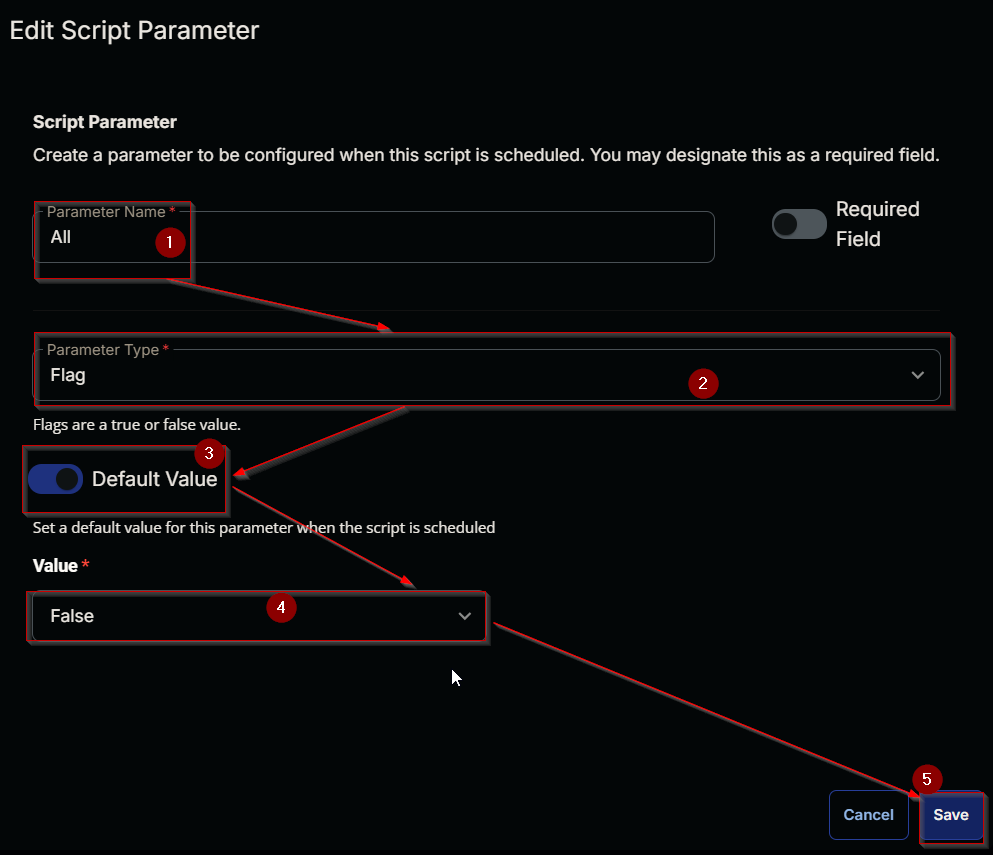 Edit Script Parameter
Script Parameter
Create a parameter to be configured when this script is scheduled. You may designate this as a required field.
Parameter Name *
All
1
Required
Field
Parameter Type *
Flag
2
Flags are a true or false value.
3
Default Value
Set a default value for this parameter when the script is scheduled
Value *
False
4
5
Cancel
Save